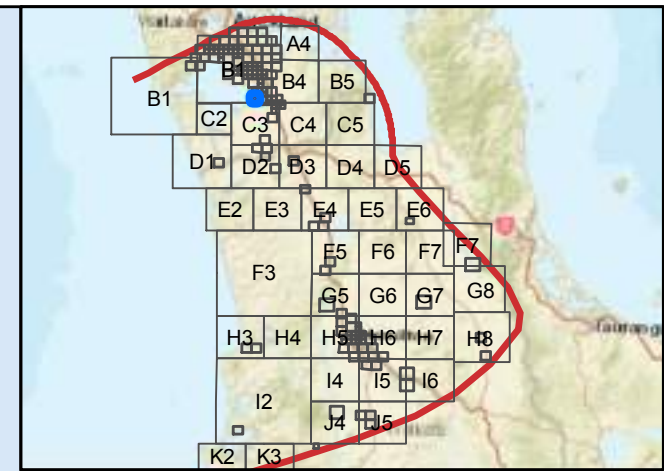 A4
B1 B1 B4 B5
C2 C3 C4 C5
D1 D2 D3 D4 D5
E2 E3 E4 E5 E6
F3 F5 F6 F7 F7
G5 G6 G7 G8
H3 H4 H5 H6 H7 H8
I2 I4 I5 I6
J4 J5
K2 K3